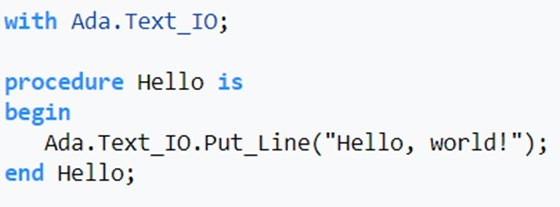 with Ada.Text_IO;

procedure Hello is
begin
   Ada.Text_IO.Put_Line("Hello, world!");
end Hello;